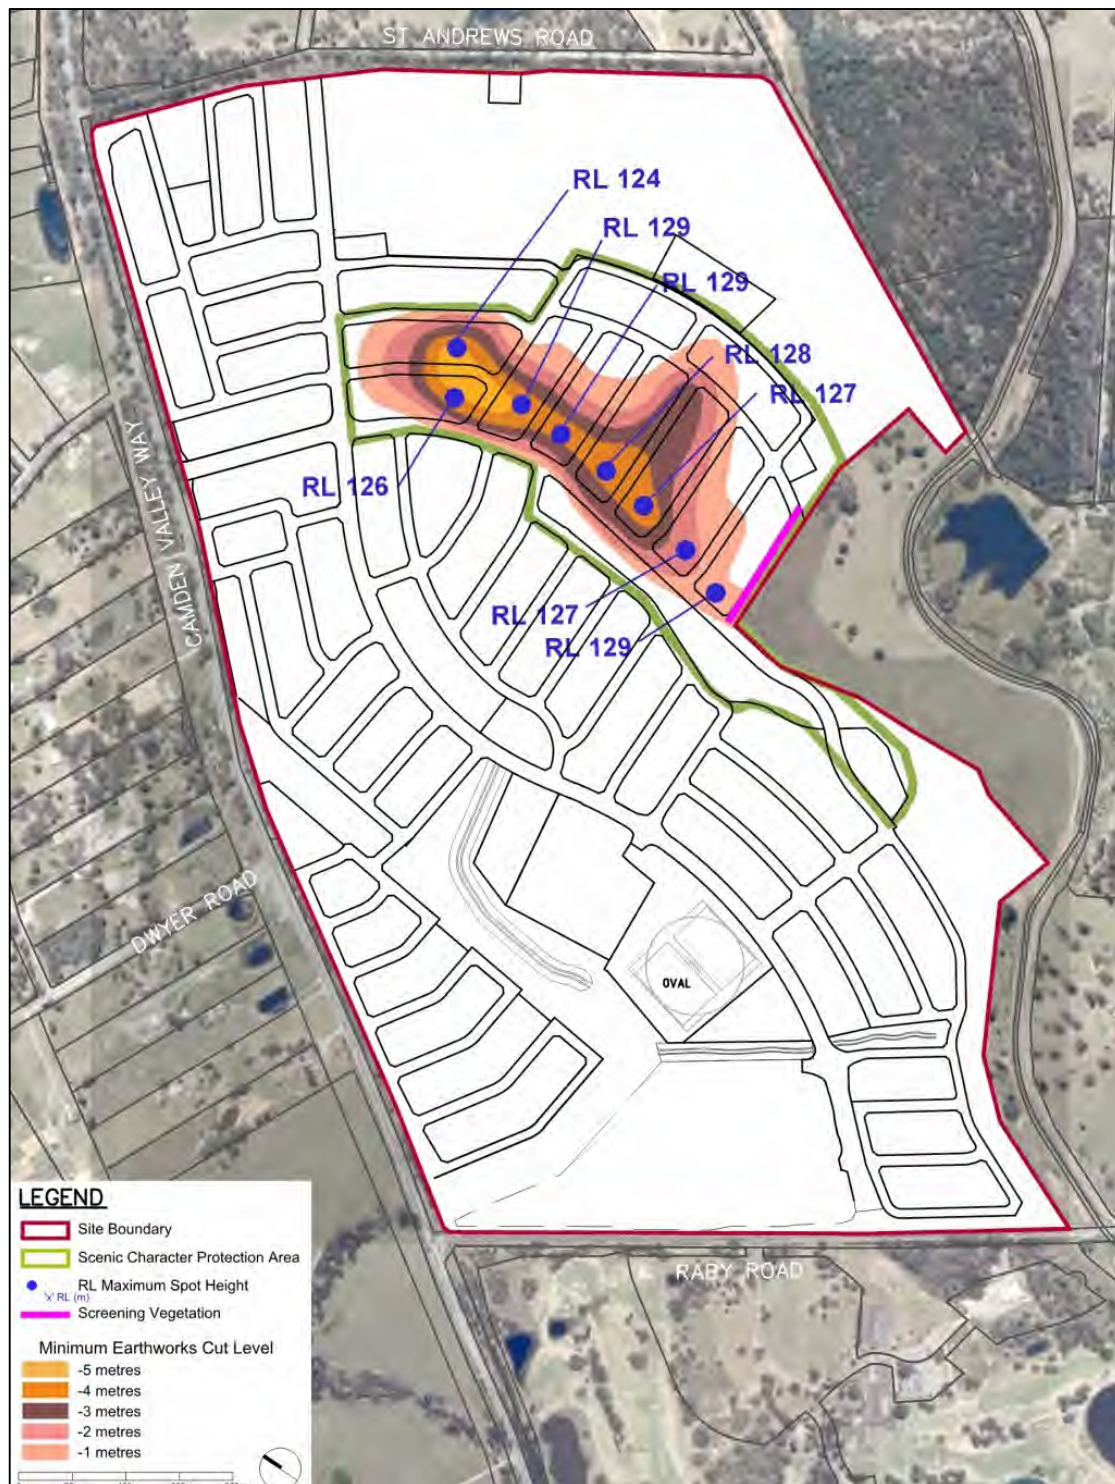 ST ANDREWS ROAD
RL 124
RL 129
RL 129
RL 128
RL 127
RL 126
CAMDEN VALLEY WAY
RL 127
RL 129
DWYER ROAD
OVAL
LEGEND
Site Boundary
Scenic Character Protection Area
RL Maximum Spot Height
'x' RL (m)
Screening Vegetation
Minimum Earthworks Cut Level
-5 metres
-4 metres
-3 metres
-2 metres
-1 metres
RABY ROAD